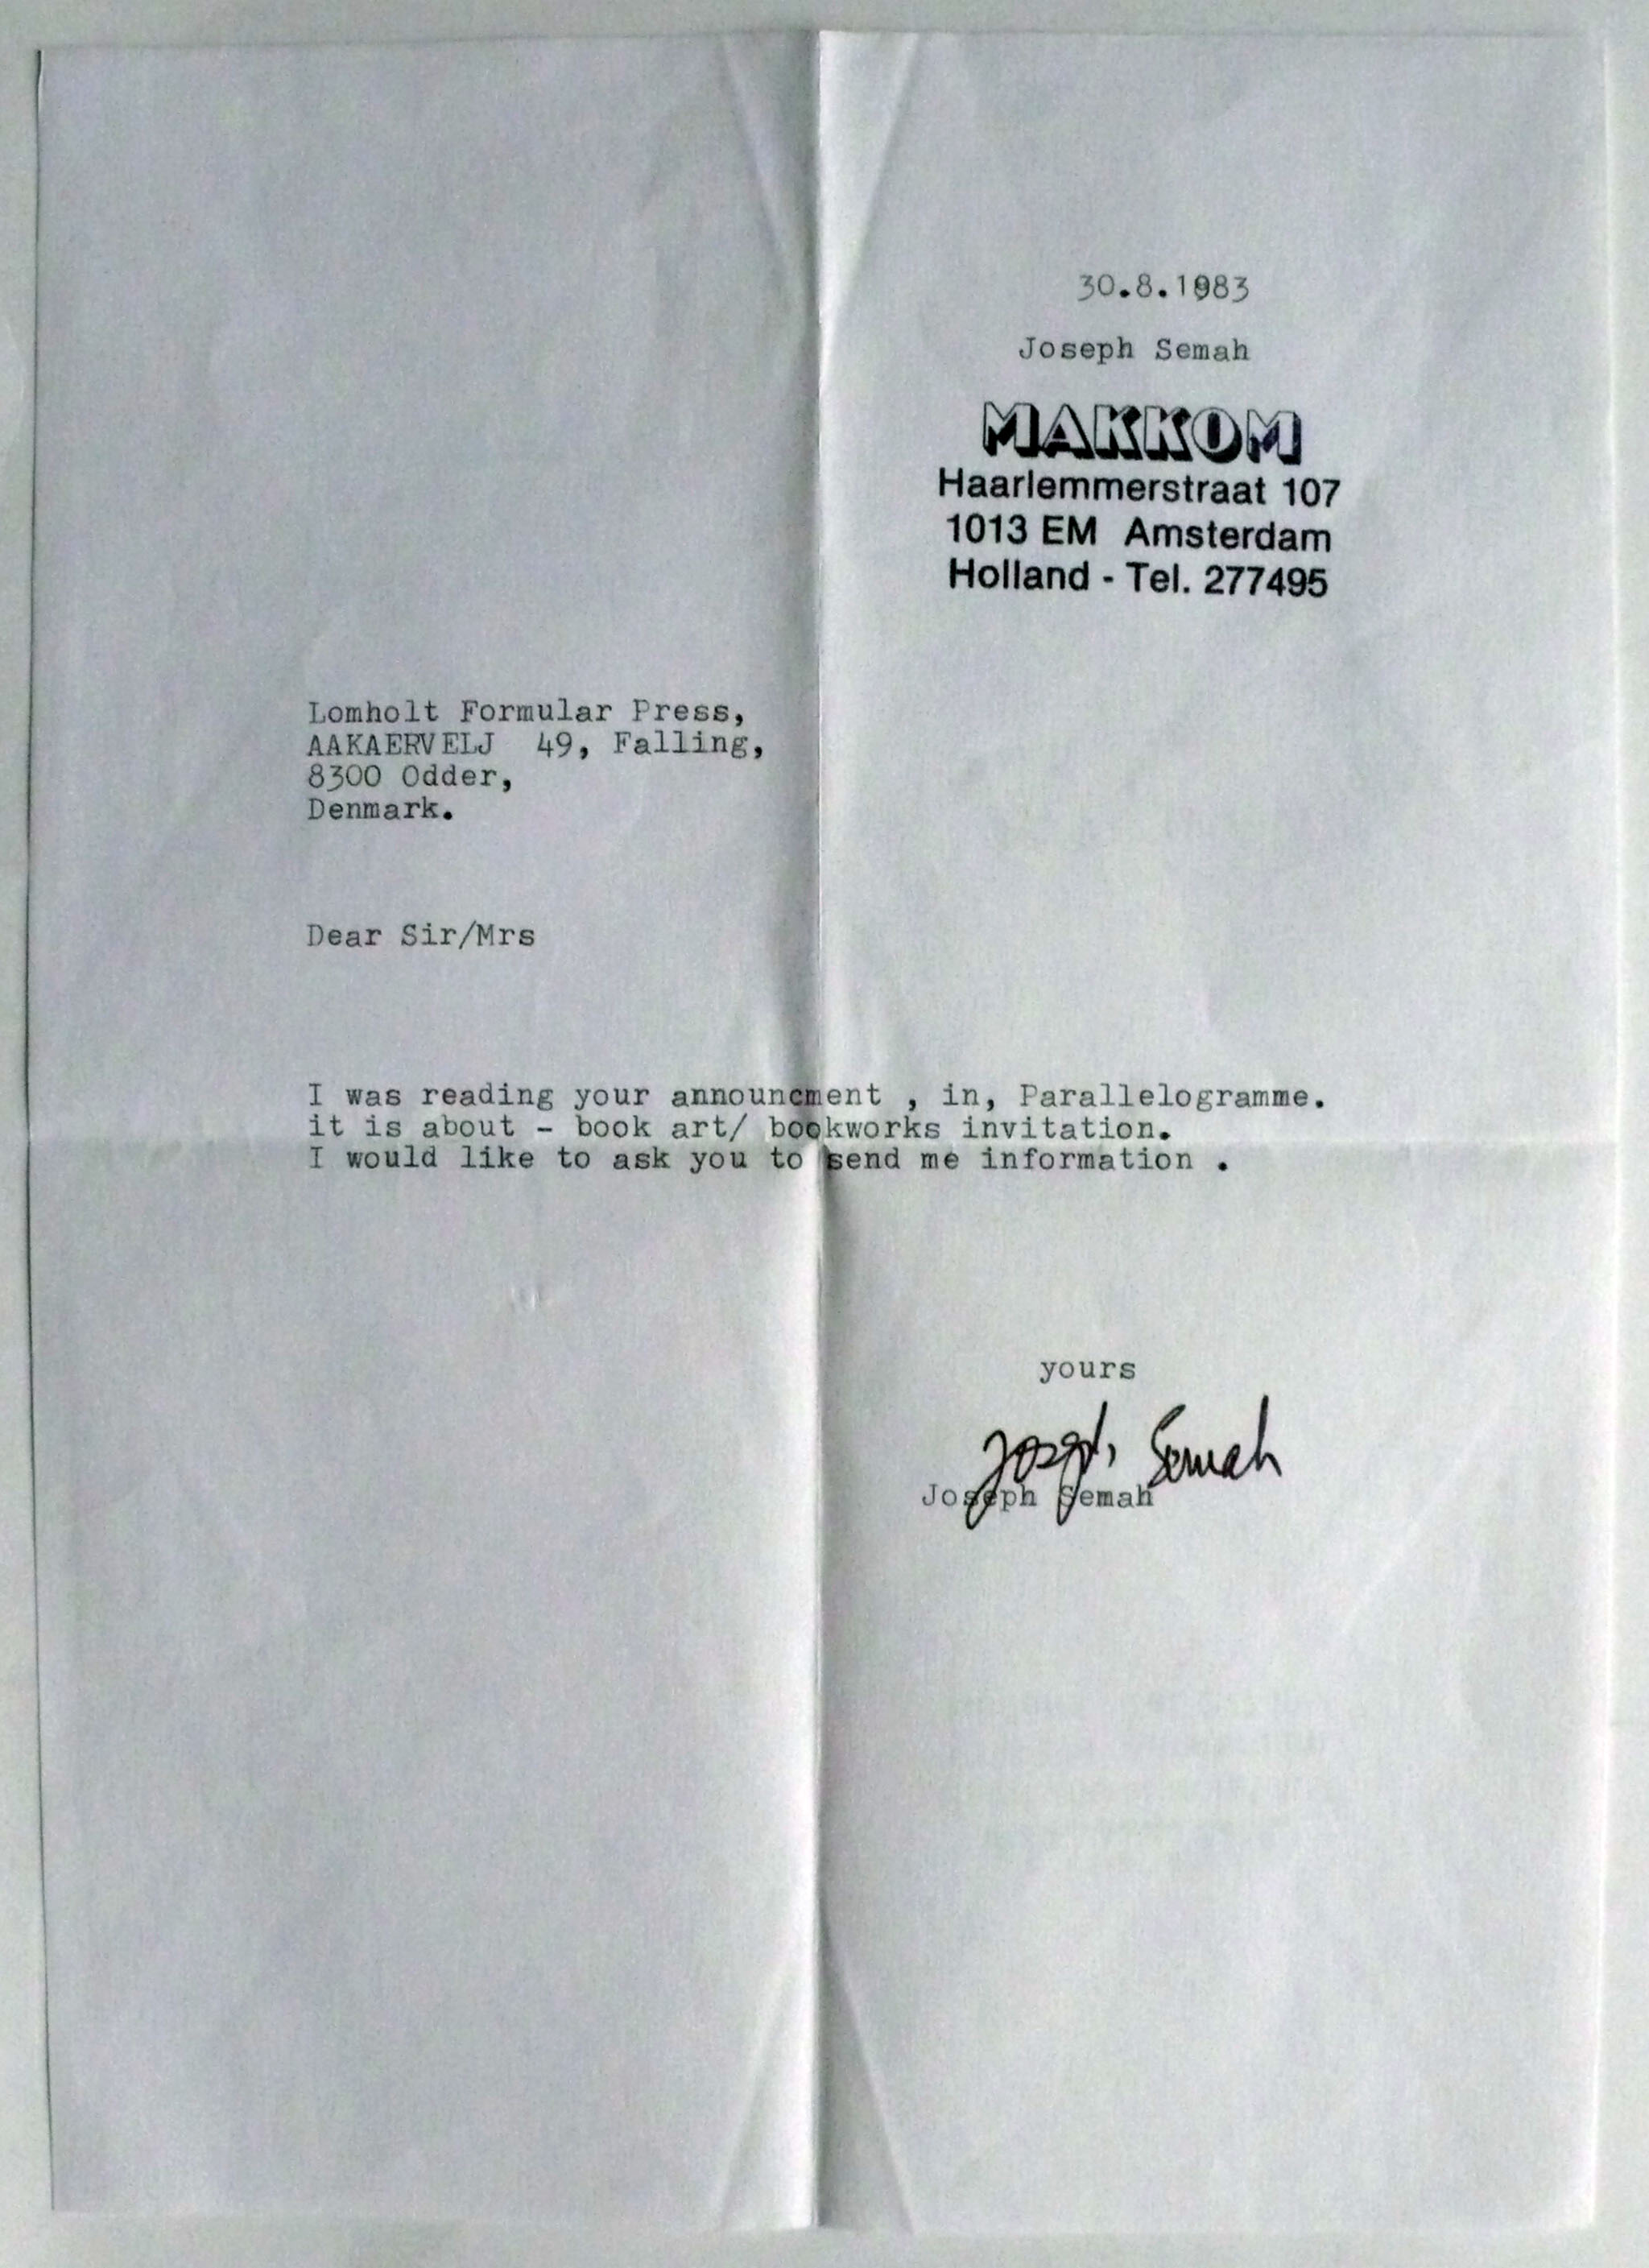 30.8.1983
Joseph Semah
MAKKOM
Haarlemmerstraat 107
1013 EM Amsterdam
Holland - Tel. 277495
Lomholt Formular Press,
AAKAERVELJ 49, Falling,
8300 Odder,
Denmark.
Dear Sir/Mrs
I was reading your announcment , in, Parallelogramme.
it is about - book art/ bookworks invitation.
I would like to ask you to send me information .
yours
Joseph Semah
Joseph Semah